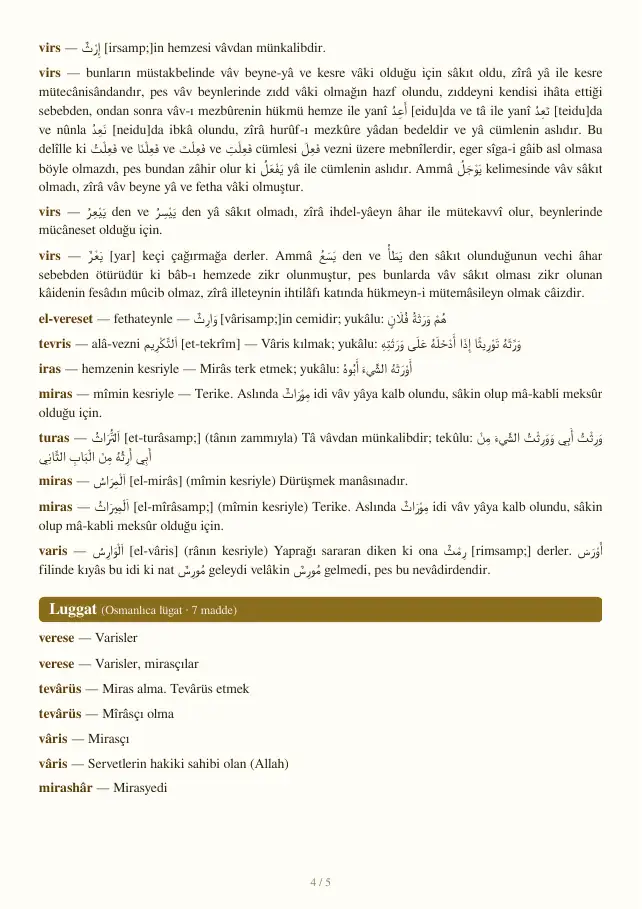 virs — إِرْثٌ [irsamp;]in hemzesi vâvdan münkalibdir.
virs — bunların müstakbelinde vâv beyne-yâ ve kesre vâki olduğu için sâkıt oldu, zîrâ yâ ile kesre
mütecânisândandır, pes vâv beynlerinde zıdd vâki olmağın hazf olundu, zıddeyni kendisi ihâta ettiği
sebebden, ondan sonra vâv-ı mezbûrenin hükmü hemze ile yanî أَعِدُ [eidu]da ve tâ ile yanî تَعِدُ [teidu]da
ve nûnla نَعِدُ [neidu]da ibkâ olundu, zîrâ hurûf-ı mezkûre yâdan bedeldir ve yâ cümlenin aslıdır. Bu
delîlle ki فَعِلْتُ ve فَعِلْنَا ve فَعِلْتَ ve فَعِلْتِ cümlesi فَعِلَ vezni üzere mebnîlerdir, eger sîga-i gâib asl olmasa
böyle olmazdı, pes bundan zâhir olur ki يَفْعَلُ yâ ile cümlenin aslıdır. Ammâ يَوْجَلُ kelimesinde vâv sâkıt
olmadı, zîrâ vâv beyne yâ ve fetha vâki olmuştur.
virs — يَيْعِرُ den ve يَيْسِرُ den yâ sâkıt olmadı, zîrâ ihdel-yâeyn âhar ile mütekavvî olur, beynlerinde
mücâneset olduğu için.
virs — يَعْرٌ [yar] keçi çağırmağa derler. Ammâ يَسَعُ den ve يَطَأُ den sâkıt olunduğunun vechi âhar
sebebden ötürüdür ki bâb-ı hemzede zikr olunmuştur, pes bunlarda vâv sâkıt olması zikr olunan
kâidenin fesâdın mûcib olmaz, zîrâ illeteynin ihtilâfı katında hükmeyn-i mütemâsileyn olmak câizdir.
el-vereset — fethateynle — وَارِثٌ [vârisamp;]in cemidir; yukâlu: هُمْ وَرَثَةُ فُلَانٍ
tevris — alâ-vezni اَلتَّكْرِيم [et-tekrîm] — Vâris kılmak; yukâlu: وَرَّثَهُ تَوْرِيثًا إِذَا أَدْخَلَهُ عَلَى وَرَثَتِهِ
iras — hemzenin kesriyle — Mirâs terk etmek; yukâlu: أَوْرَثَهُ الشَّيْءَ أَبُوهُ
miras — mîmin kesriyle — Terike. Aslında مِوْرَاثٌ idi vâv yâya kalb olundu, sâkin olup mâ-kabli meksûr
olduğu için.
turas — اَلتُّرَاثُ [et-turâsamp;] (tânın zammıyla) Tâ vâvdan münkalibdir; tekûlu: وَرِثْتُ أَبِي وَوَرِثْتُ الشَّيْءَ مِنْ
أَبِي أَرِثُهُ مِنَ الْبَابِ الثَّانِي
miras — اَلْمِرَاسُ [el-mirâs] (mîmin kesriyle) Dürüşmek manâsınadır.
miras — اَلْمِيرَاثُ [el-mîrâsamp;] (mîmin kesriyle) Terike. Aslında مِوْرَاثٌ idi vâv yâya kalb olundu, sâkin
olup mâ-kabli meksûr olduğu için.
varis — اَلْوَارِسُ [el-vâris] (rânın kesriyle) Yaprağı sararan diken ki ona رِمْثٌ [rimsamp;] derler. أَوْرَسَ
filinde kıyâs bu idi ki nat مُورِسٌ geleydi velâkin مُورِسٌ gelmedi, pes bu nevâdirdendir.
Luggat (Osmanlıca lügat · 7 madde)
verese — Varisler
verese — Varisler, mirasçılar
tevârüs — Miras alma. Tevârüs etmek
tevârüs — Mîrâsçı olma
vâris — Mirasçı
vâris — Servetlerin hakiki sahibi olan (Allah)
mirashâr — Mirasyedi
4 / 5